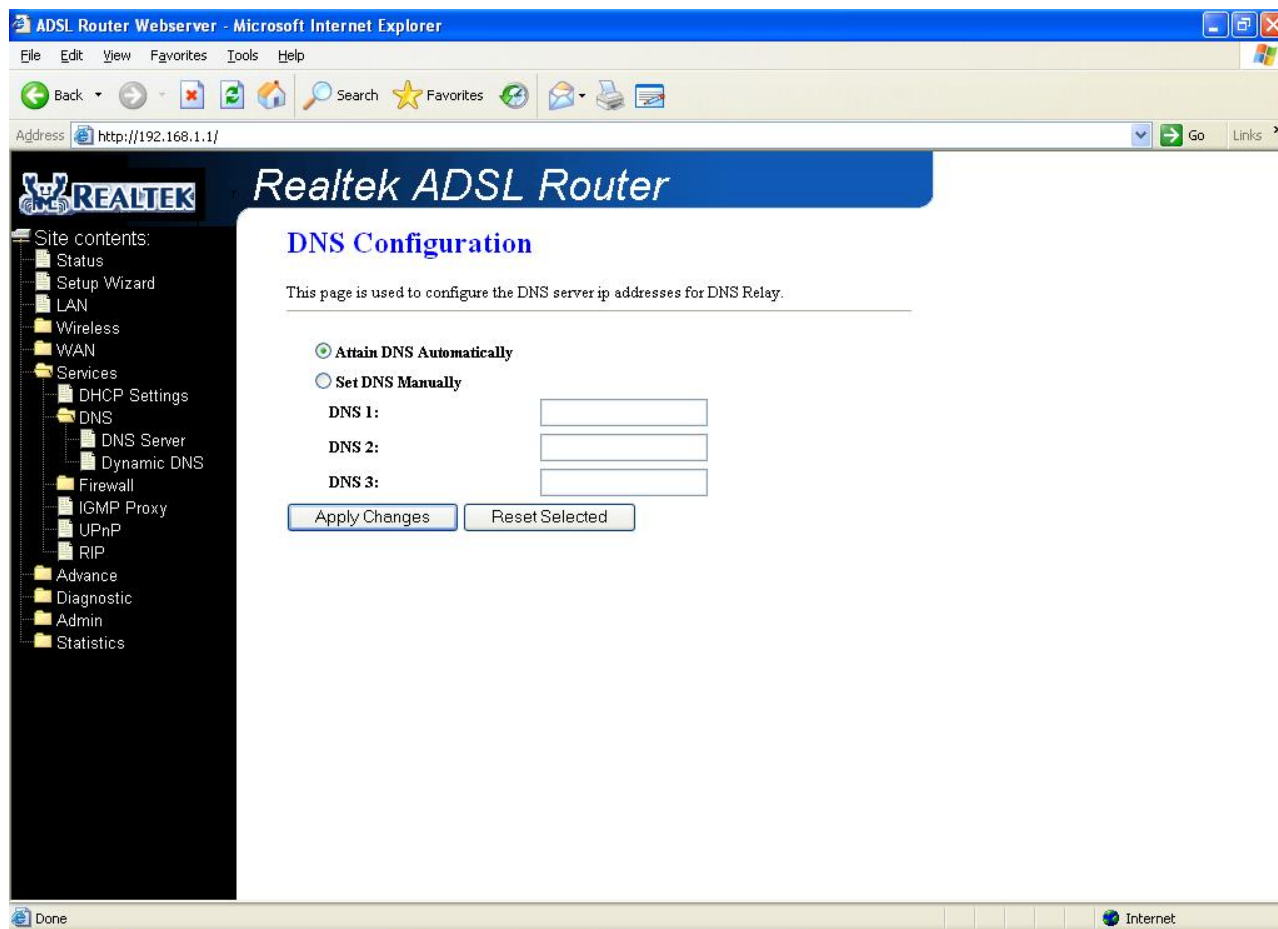 ADSL Router Webserver - Microsoft Internet Explorer
File Edit View Favorites Tools Help
Back Search Favorites
Address http://192.168.1.1/ Go Links
REALTEK
Realtek ADSL Router
Site contents:
Status
Setup Wizard
LAN
Wireless
WAN
Services
DHCP Settings
DNS
DNS Server
Dynamic DNS
Firewall
IGMP Proxy
UPnP
RIP
Advance
Diagnostic
Admin
Statistics
DNS Configuration
This page is used to configure the DNS server ip addresses for DNS Relay.
Attain DNS Automatically
Set DNS Manually
DNS 1:
DNS 2:
DNS 3:
Apply Changes Reset Selected
Done Internet